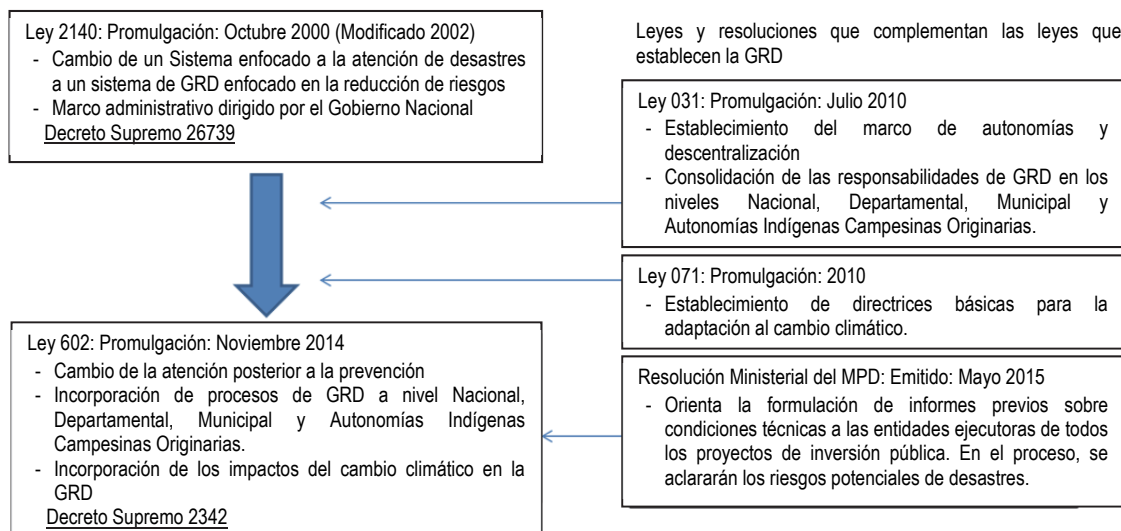 Ley 2140: Promulgación: Octubre 2000 (Modificado 2002)
- Cambio de un Sistema enfocado a la atención de desastres
a un sistema de GRD enfocado en la reducción de riesgos
- Marco administrativo dirigido por el Gobierno Nacional
Decreto Supremo 26739
Leyes y resoluciones que complementan las leyes que
establecen la GRD
Ley 031: Promulgación: Julio 2010
- Establecimiento del marco de autonomías y
descentralización
- Consolidación de las responsabilidades de GRD en los
niveles Nacional, Departamental, Municipal y
Autonomías Indígenas Campesinas Originarias.
Ley 071: Promulgación: 2010
- Establecimiento de directrices básicas para la
adaptación al cambio climático.
Ley 602: Promulgación: Noviembre 2014
- Cambio de la atención posterior a la prevención
- Incorporación de procesos de GRD a nivel Nacional,
Departamental, Municipal y Autonomías Indígenas
Campesinas Originarias.
- Incorporación de los impactos del cambio climático en la
GRD
Decreto Supremo 2342
Resolución Ministerial del MPD: Emitido: Mayo 2015
- Orienta la formulación de informes previos sobre
condiciones técnicas a las entidades ejecutoras de todos
los proyectos de inversión pública. En el proceso, se
aclararán los riesgos potenciales de desastres.